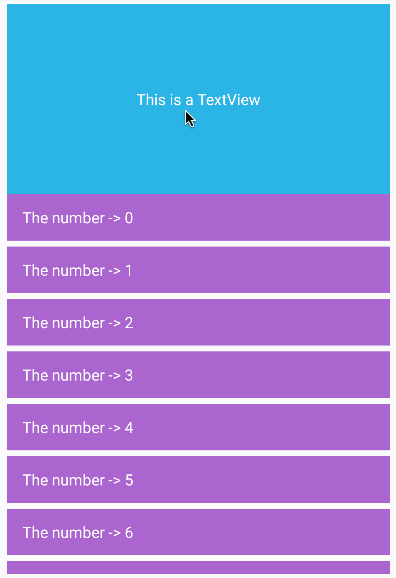 This is a TextView
The number -> 0
The number -> 1
The number -> 2
The number -> 3
The number -> 4
The number -> 5
The number -> 6